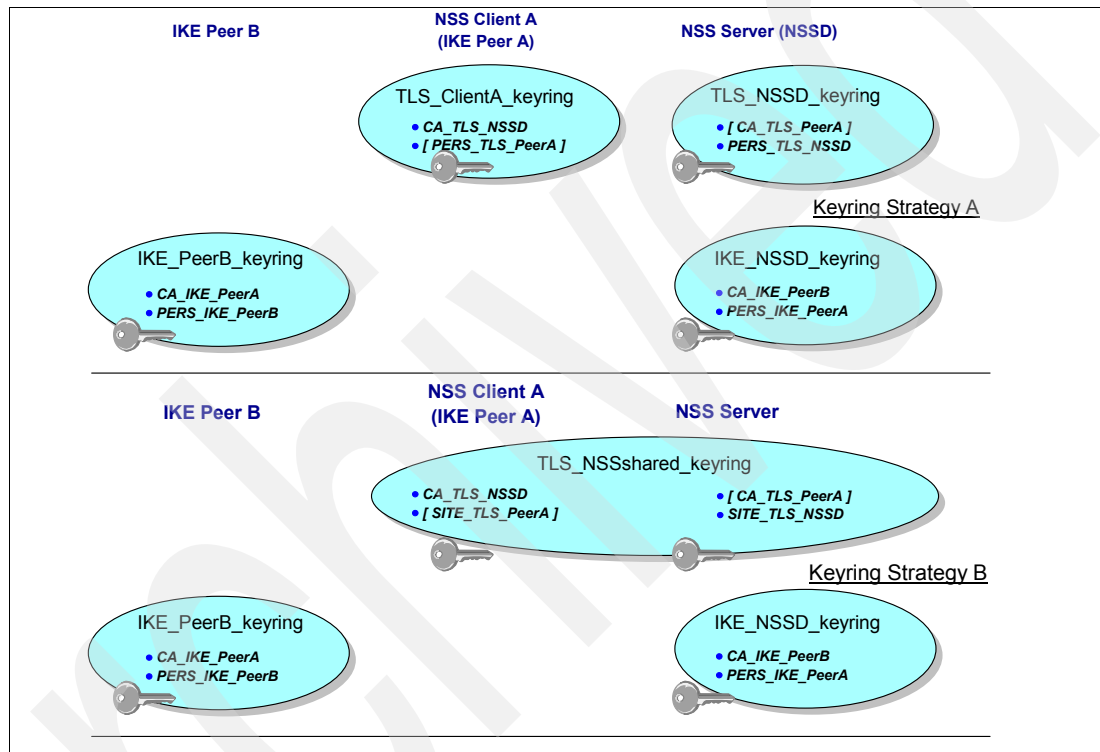 IKE Peer B
NSS Client A
(IKE Peer A)
NSS Server (NSSD)
TLS_ClientA_keyring
• CA_TLS_NSSD
• [ PERS_TLS_PeerA ]
TLS_NSSD_keyring
• [ CA_TLS_PeerA ]
• PERS_TLS_NSSD
Keyring Strategy A
IKE_PeerB_keyring
• CA_IKE_PeerA
• PERS_IKE_PeerB
IKE_NSSD_keyring
• CA_IKE_PeerB
• PERS_IKE_PeerA
IKE Peer B
NSS Client A
(IKE Peer A)
NSS Server
TLS_NSSshared_keyring
• CA_TLS_NSSD
• [ SITE_TLS_PeerA ]
• [ CA_TLS_PeerA ]
• SITE_TLS_NSSD
Keyring Strategy B
IKE_PeerB_keyring
• CA_IKE_PeerA
• PERS_IKE_PeerB
IKE_NSSD_keyring
• CA_IKE_PeerB
• PERS_IKE_PeerA